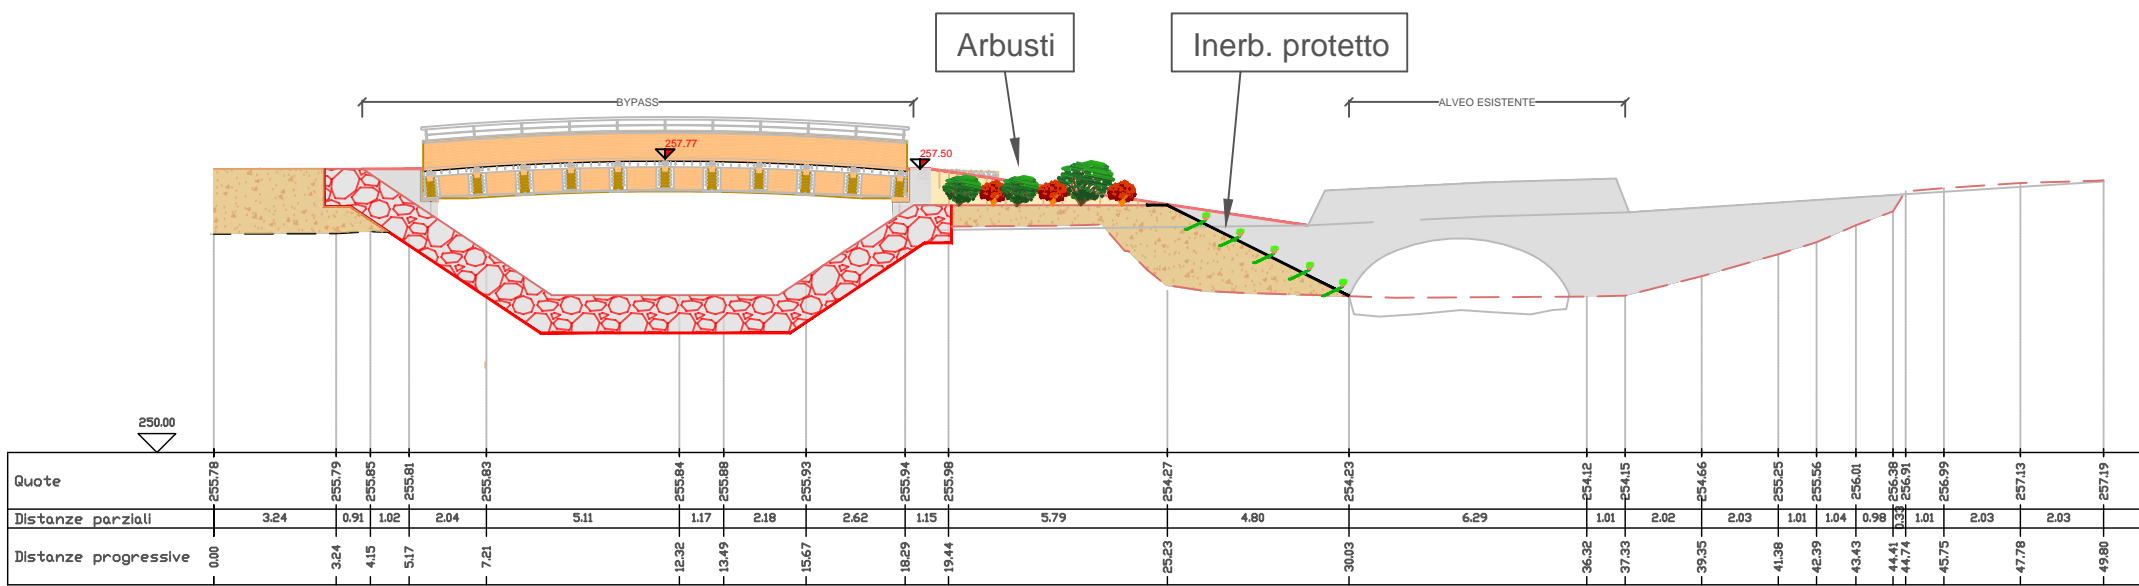 Arbusti
Inerb. protetto
BYPASS
ALVEO ESISTENTE
257.77
257.50
250.00
Quote
255.78 255.79 255.85 255.81 255.83 255.84 255.88 255.93 255.94 255.98 254.27 254.23 254.12 254.15 254.66 255.25 255.56 256.01 256.38 256.91 256.99 257.13 257.19
Distanze parziali
3.24 0.91 1.02 2.04 5.11 1.17 2.18 2.62 1.15 5.79 4.80 6.29 1.01 2.02 2.03 1.01 1.04 0.98 0.33 1.01 2.03 2.03
Distanze progressive
0.00 3.24 4.15 5.17 7.21 12.32 13.49 15.67 18.29 19.44 25.23 30.03 36.32 37.33 39.35 41.38 42.39 43.43 44.41 44.74 45.75 47.78 49.80